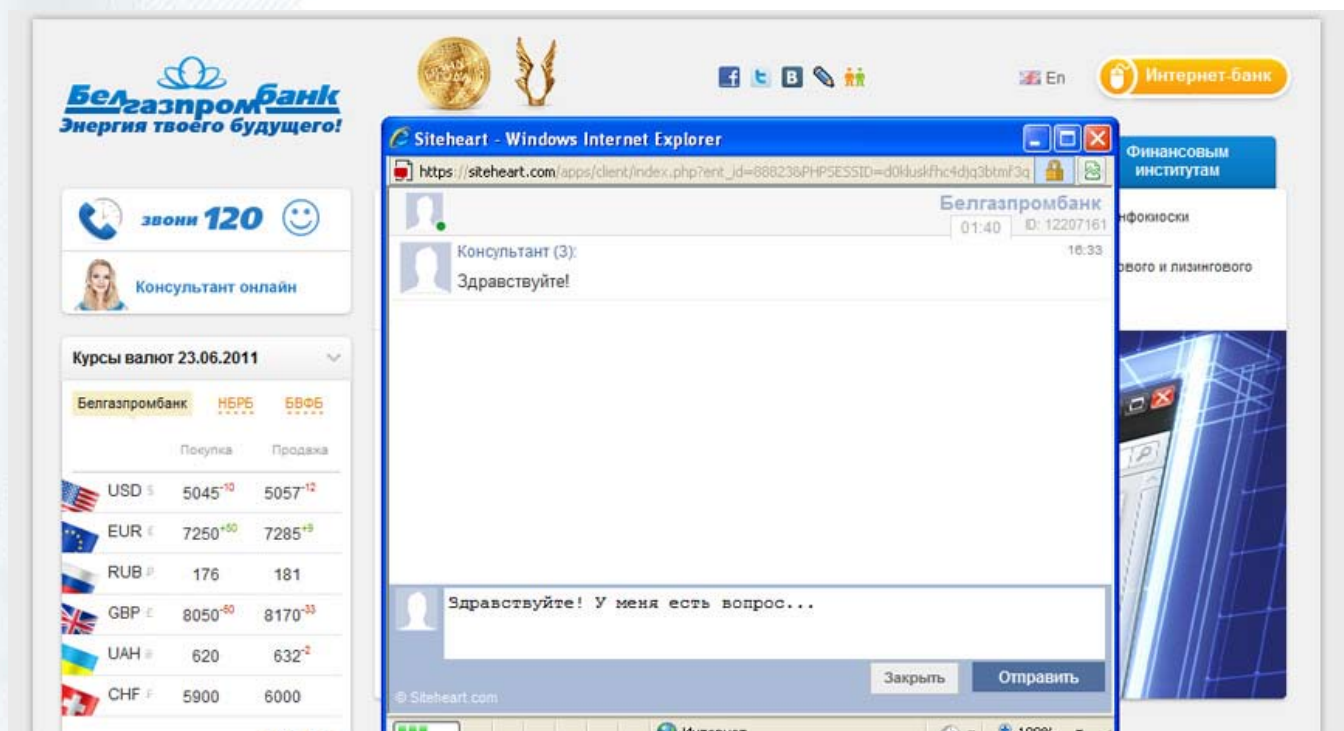 Белгазпромбанк
Энергия твоего будущего!
En
Интернет-банк
звони 120
Консультант онлайн
Курсы валют 23.06.2011
Белгазпромбанк НБРБ БВФБ
Покупка Продажа
USD $ 5045 -10 5057 -12
EUR € 7250 +50 7285 +9
RUB 176 181
GBP £ 8050 -60 8170 -33
UAH ₴ 620 632 -2
CHF F 5900 6000
Siteheart - Windows Internet Explorer
https://siteheart.com/apps/client/index.php?ent_id=88823&PHPSESSID=d0kluskfhc4djq3btmf3q
Белгазпромбанк
01:40 ID: 12207161
Консультант (3): 16:33
Здравствуйте!
Здравствуйте! У меня есть вопрос...
Закрыть Отправить
© Siteheart.com
Интернет 100%
Финансовым
институтам
нфокиоски
ового и лизингового